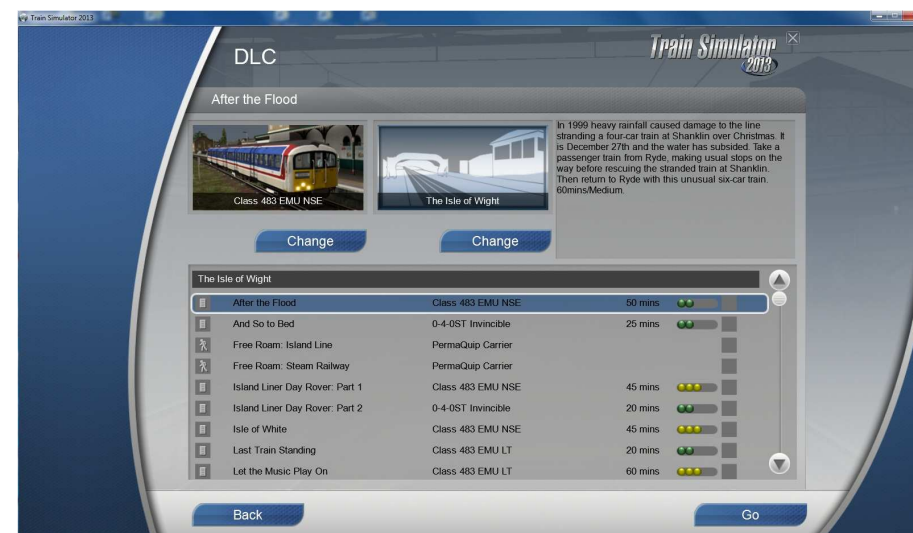 Train Simulator 2013
DLC
Train Simulator
2013
After the Flood
Class 483 EMU NSE
The Isle of Wight
In 1999 heavy rainfall caused damage to the line
stranding a four-car train at Shanklin over Christmas. It
is December 27th and the water has subsided. Take a
passenger train from Ryde, making usual stops on the
way before rescuing the stranded train at Shanklin.
Then return to Ryde with this unusual six-car train.
60mins/Medium.
Change
Change
The Isle of Wight
After the Flood Class 483 EMU NSE 50 mins
And So to Bed 0-4-0ST Invincible 25 mins
Free Roam: Island Line PermaQuip Carrier
Free Roam: Steam Railway PermaQuip Carrier
Island Liner Day Rover: Part 1 Class 483 EMU NSE 45 mins
Island Liner Day Rover: Part 2 0-4-0ST Invincible 20 mins
Isle of White Class 483 EMU NSE 45 mins
Last Train Standing Class 483 EMU LT 20 mins
Let the Music Play On Class 483 EMU LT 60 mins
Back
Go